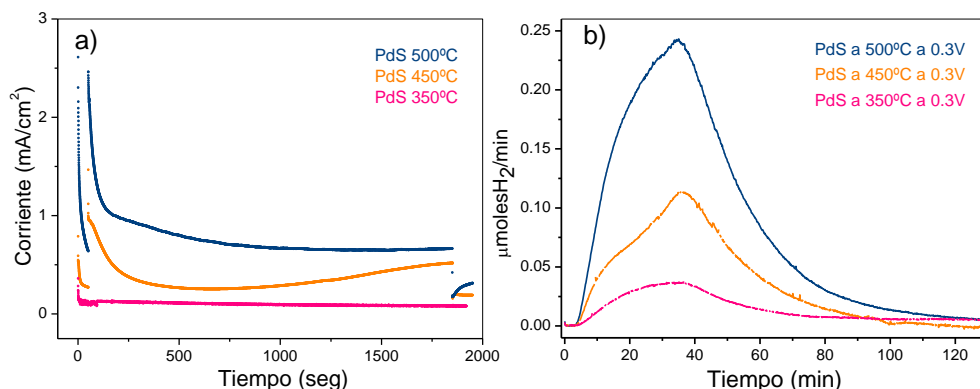 a)
PdS 500ºC
PdS 450ºC
PdS 350ºC
Corriente (mA/cm²)
3
2
1
0
0
500
1000
1500
2000
Tiempo (seg)
b)
PdS a 500ºC a 0.3V
PdS a 450ºC a 0.3V
PdS a 350ºC a 0.3V
μmolesH₂/min
0.25
0.20
0.15
0.10
0.05
0.00
0
20
40
60
80
100
120
Tiempo (min)